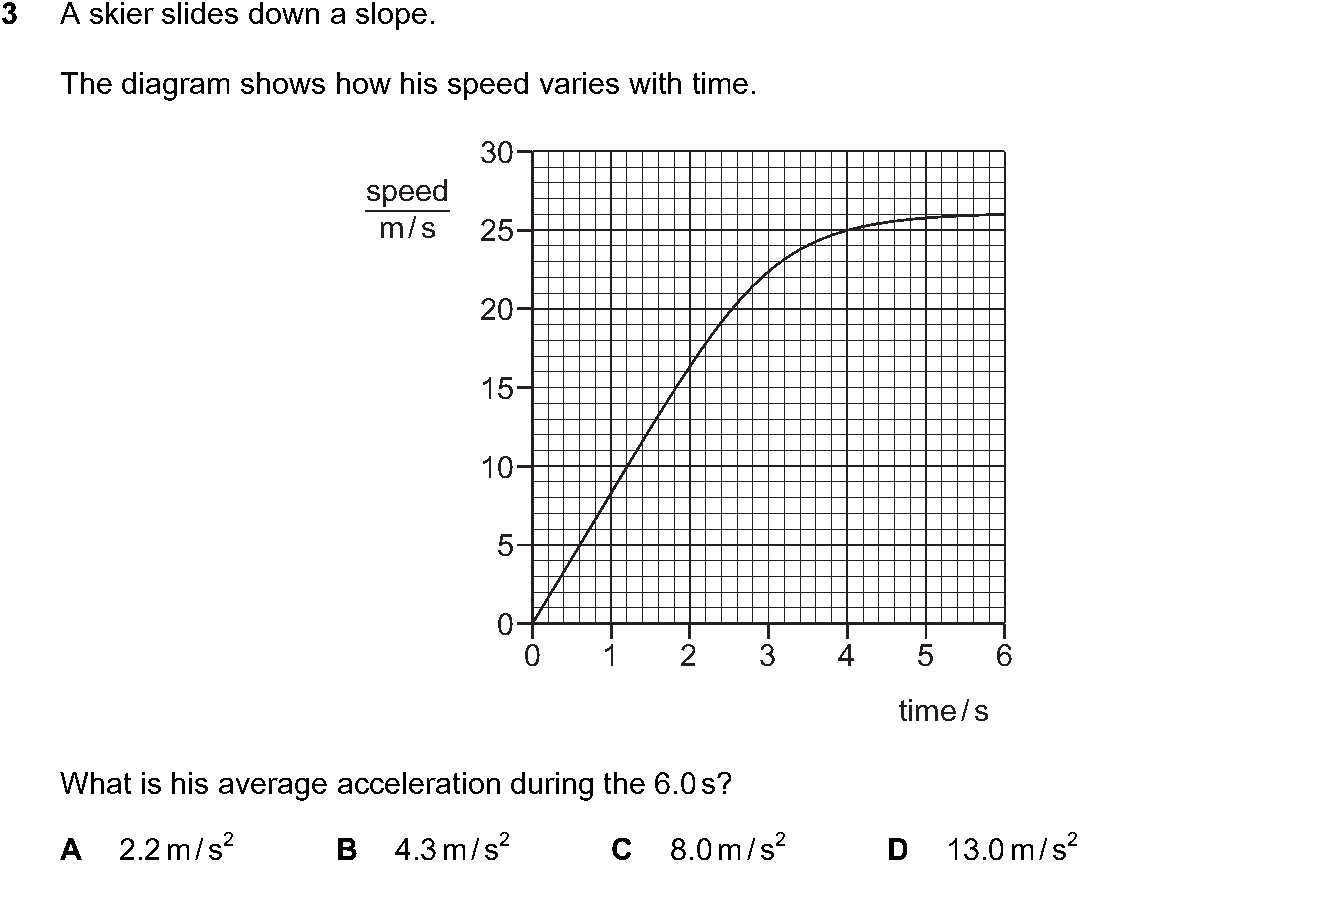 3 A skier slides down a slope.
The diagram shows how his speed varies with time.
30
speed
m/s
25
20
15
10
5
0
0 1 2 3 4 5 6
time/s
What is his average acceleration during the 6.0s?
A 2.2m/s² B 4.3m/s² C 8.0m/s² D 13.0m/s²